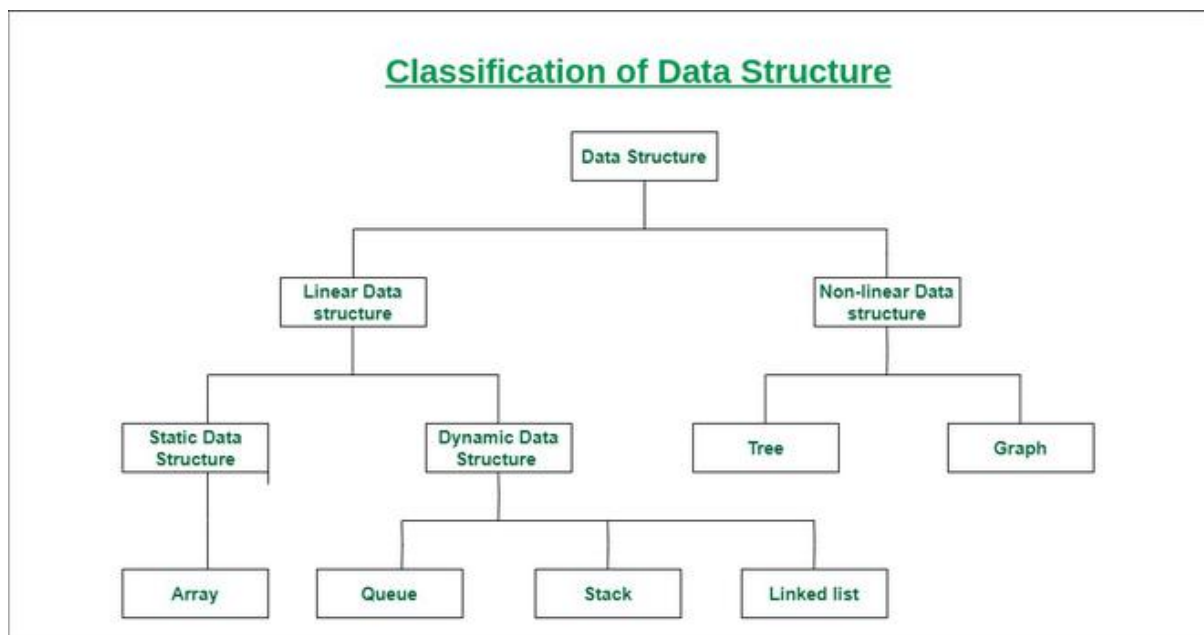 Classification of Data Structure
Data Structure
Linear Data
structure
Non-linear Data
structure
Static Data
Structure
Dynamic Data
Structure
Tree
Graph
Array
Queue
Stack
Linked list